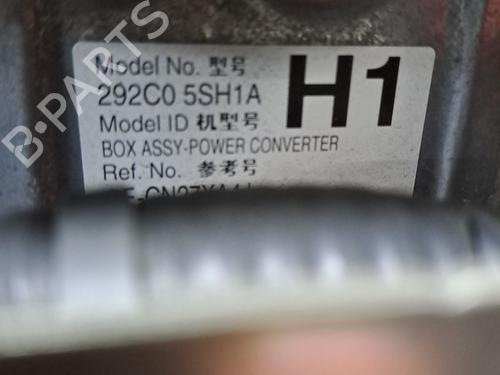 Model No. 型号
292C0 5SH1A
H1
Model ID 机型号
BOX ASSY-POWER CONVERTER
Ref. No. 参考号
B-PARTS